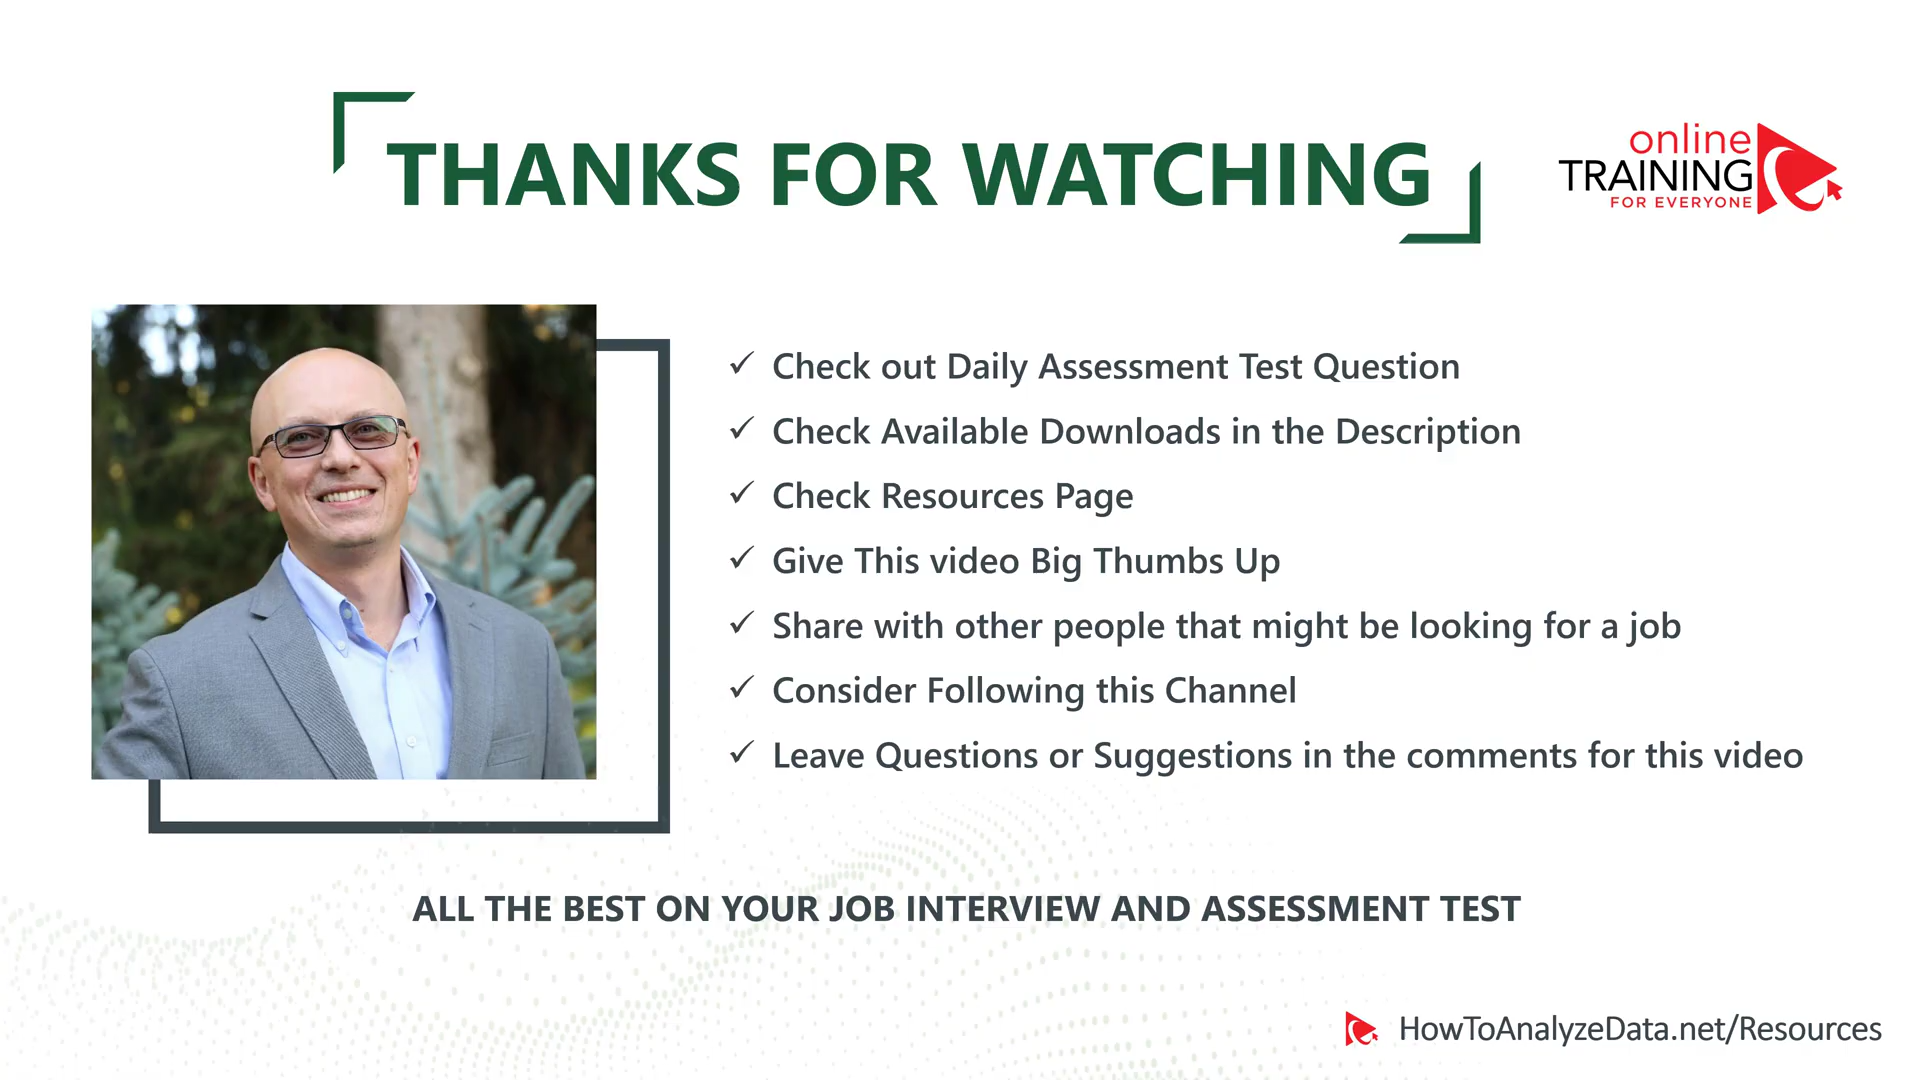 THANKS FOR WATCHING
online
TRAINING
FOR EVERYONE
✓ Check out Daily Assessment Test Question
✓ Check Available Downloads in the Description
✓ Check Resources Page
✓ Give This video Big Thumbs Up
✓ Share with other people that might be looking for a job
✓ Consider Following this Channel
✓ Leave Questions or Suggestions in the comments for this video
ALL THE BEST ON YOUR JOB INTERVIEW AND ASSESSMENT TEST
HowToAnalyzeData.net/Resources